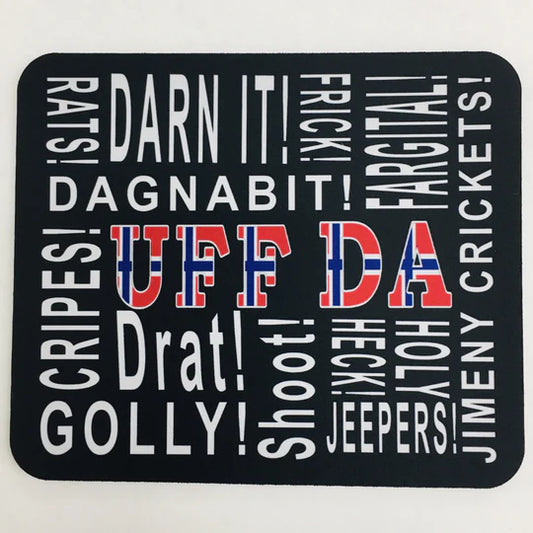 RATS!
DARN IT!
FRICK!
FARGITAL!
JIMENY CRICKETS!
DAGNABIT!
CRIPES!
UFF DA
Drat!
Shoot!
HECK!
HOLY
GOLLY!
JEEPERS!